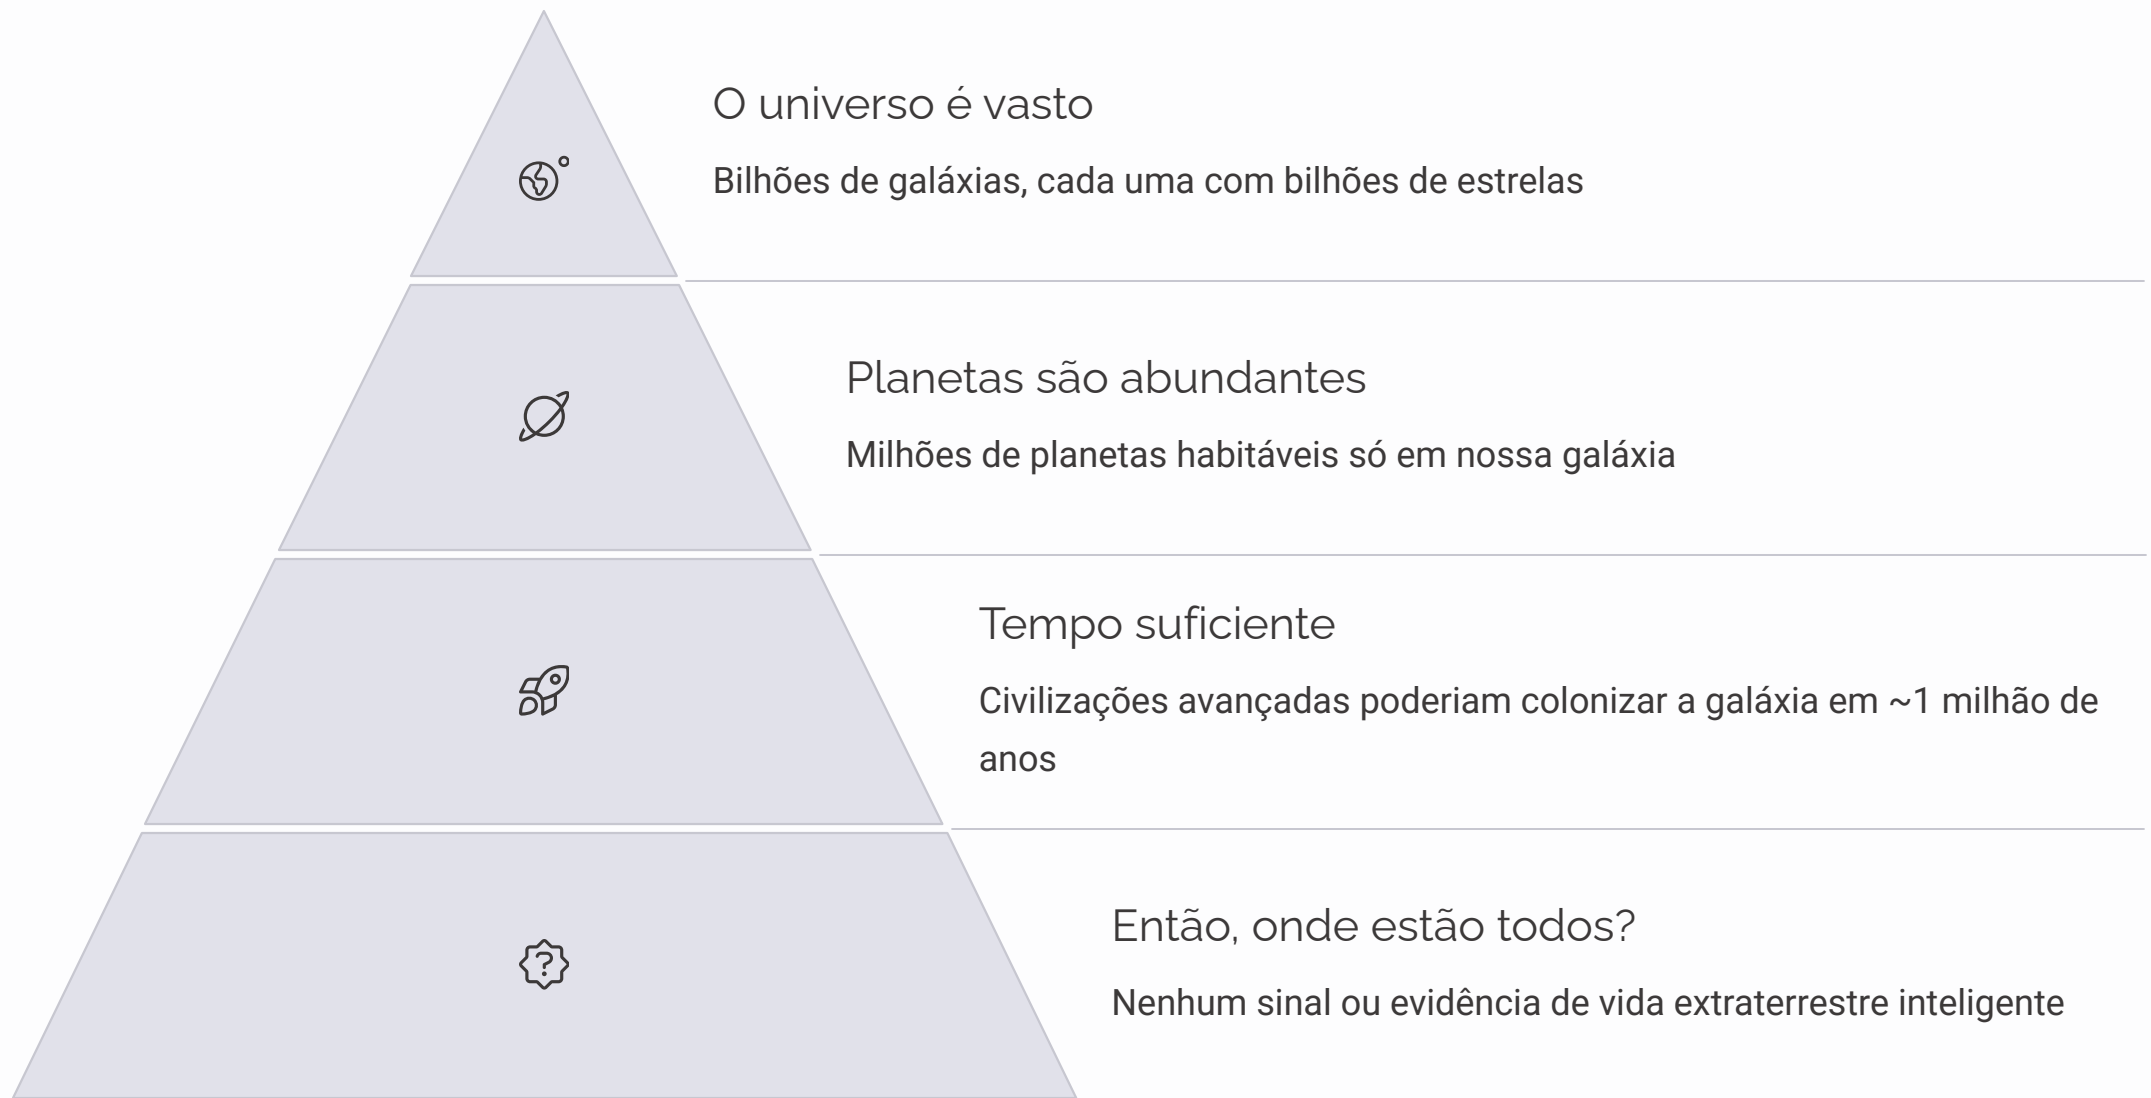 O universo é vasto
Bilhões de galáxias, cada uma com bilhões de estrelas
Planetas são abundantes
Milhões de planetas habitáveis só em nossa galáxia
Tempo suficiente
Civilizações avançadas poderiam colonizar a galáxia em ~1 milhão de
anos
Então, onde estão todos?
Nenhum sinal ou evidência de vida extraterrestre inteligente